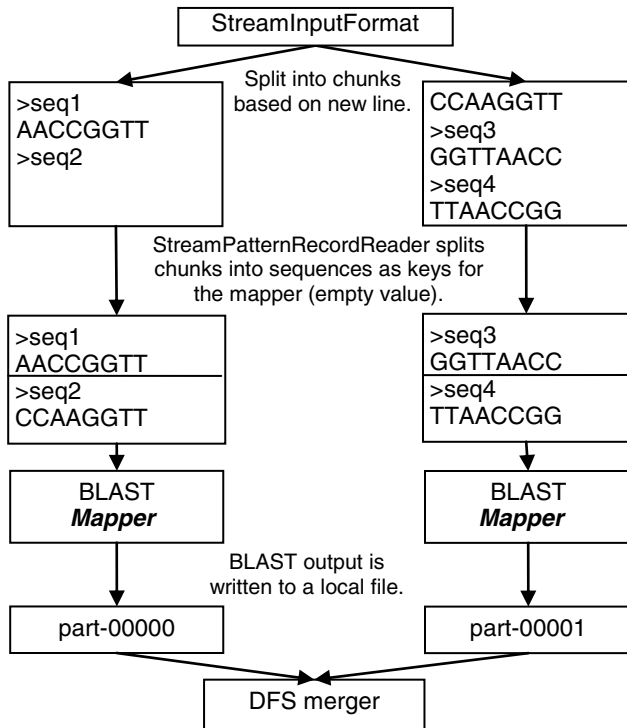 StreamInputFormat
Split into chunks
based on new line.
>seq1
AACCGGTT
>seq2
CCAAGGTT
>seq3
GGTTAACC
>seq4
TTAACCGG
StreamPatternRecordReader splits
chunks into sequences as keys for
the mapper (empty value).
>seq1
AACCGGTT
>seq2
CCAAGGTT
>seq3
GGTTAACC
>seq4
TTAACCGG
BLAST
Mapper
BLAST
Mapper
BLAST output is
written to a local file.
part-00000
part-00001
DFS merger